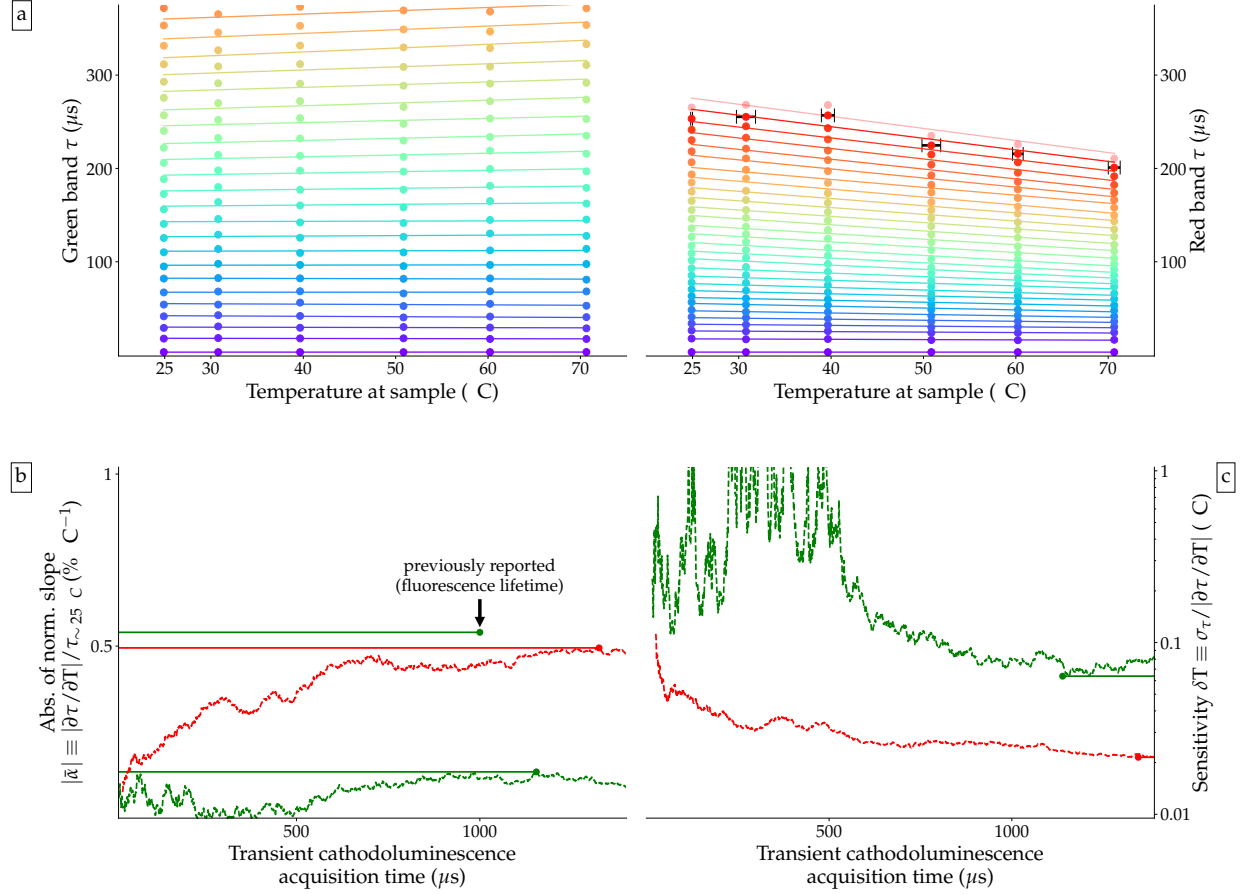 a
300
200
100
Green band τ (μs)
25 30 40 50 60 70
Temperature at sample ( C)
300
200
100
Red band τ (μs)
25 30 40 50 60 70
Temperature at sample ( C)
b
1
0.5
Abs. of norm. slope
|ᾱ| ≡ |∂τ/∂T|/τ∼25 C (% C⁻¹)
previously reported
(fluorescence lifetime)
500 1000
Transient cathodoluminescence
acquisition time (μs)
c
1
0.1
0.01
Sensitivity δT ≡ στ/|∂τ/∂T| ( C)
500 1000
Transient cathodoluminescence
acquisition time (μs)